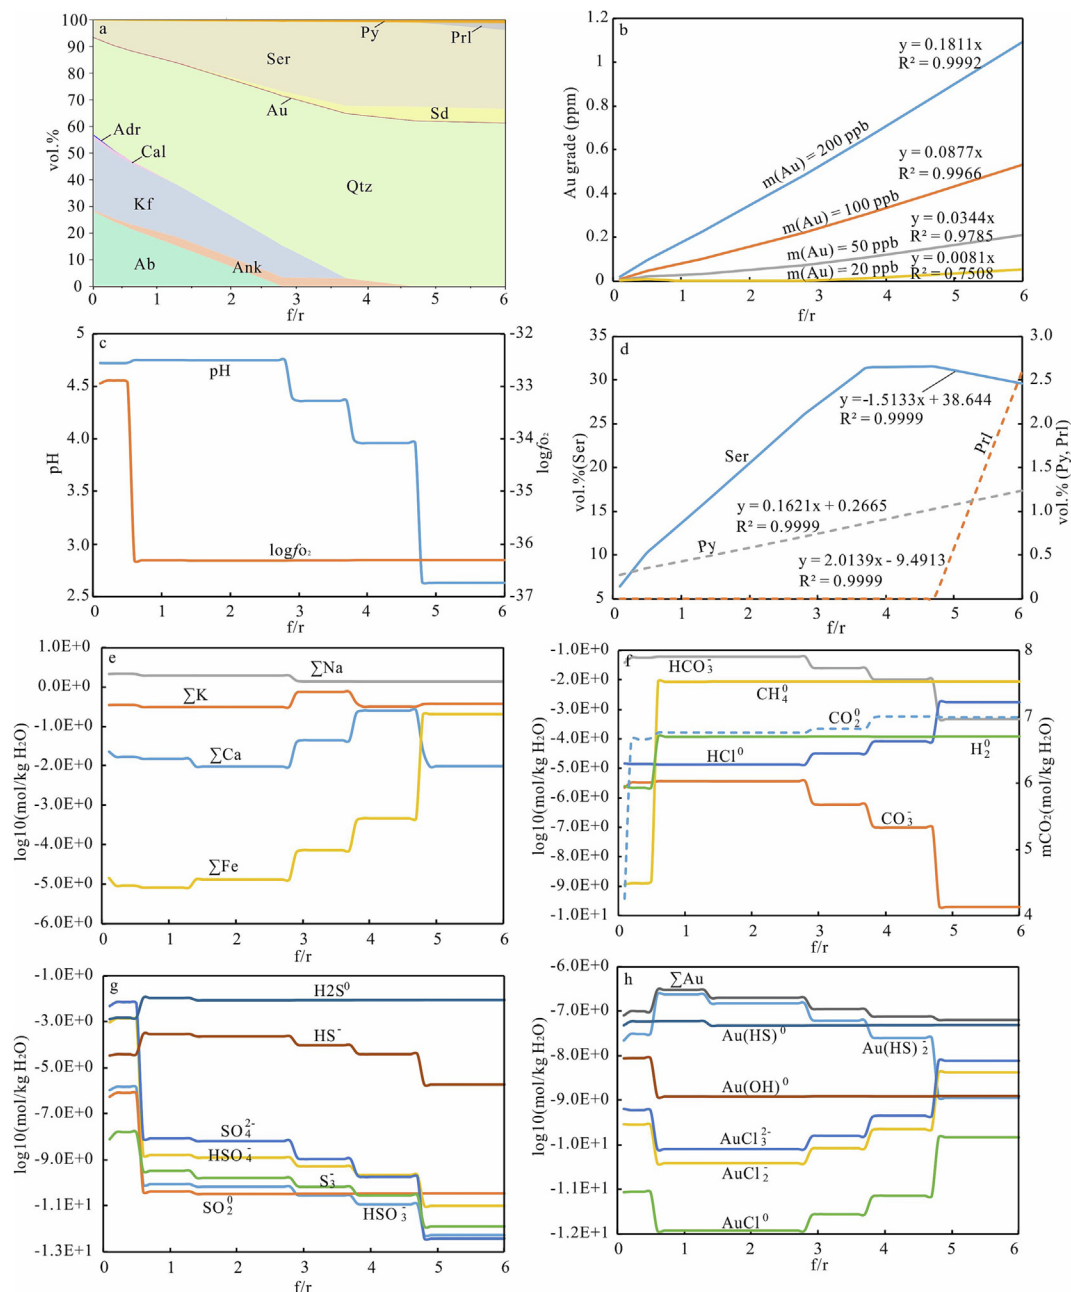 a
100
90
80
70
60
50
40
30
20
10
0
vol.%
0 1 2 3 4 5 6
f/r
Py
Prl
Ser
Au
Sd
Adr
Cal
Qtz
Kf
Ab
Ank
b
1.2
1
0.8
0.6
0.4
0.2
0
Au grade (ppm)
0 1 2 3 4 5 6
f/r
y = 0.1811x
R² = 0.9992
m(Au) = 200 ppb
y = 0.0877x
R² = 0.9966
m(Au) = 100 ppb
y = 0.0344x
R² = 0.9785
m(Au) = 50 ppb
y = 0.0081x
R² = 0.7508
m(Au) = 20 ppb
c
5
4.5
4.0
3.5
3.0
2.5
pH
-32
-33
-34
-35
-36
-37
logfo₂
0 1 2 3 4 5 6
f/r
pH
logfo₂
d
35
30
25
20
15
10
5
vol.%(Ser)
3.0
2.5
2.0
1.5
1.0
0.5
0
vol.% (Py, Prl)
0 1 2 3 4 5 6
f/r
y =-1.5133x + 38.644
R² = 0.9999
Prl
Ser
y = 0.1621x + 0.2665
R² = 0.9999
Py
y = 2.0139x - 9.4913
R² = 0.9999
e
1.0E+0
0.0E+0
-1.0E+0
-2.0E+0
-3.0E+0
-4.0E+0
-5.0E+0
-6.0E+0
log10(mol/kg H₂O)
0 1 2 3 4 5 6
f/r
∑Na
∑K
∑Ca
∑Fe
f
-1.0E+0
-2.0E+0
-3.0E+0
-4.0E+0
-5.0E+0
-6.0E+0
-7.0E+0
-8.0E+0
-9.0E+0
-1.0E+1
log10(mol/kg H₂O)
8
7
6
5
4
mCO₂(mol/kg H₂O)
0 1 2 3 4 5 6
f/r
HCO₃⁻
CH₄⁰
CO₂⁰
HCl⁰
H₂⁰
CO₃⁻
g
-1.0E+0
-3.0E+0
-5.0E+0
-7.0E+0
-9.0E+0
-1.1E+1
-1.3E+1
log10(mol/kg H₂O)
0 1 2 3 4 5 6
f/r
H2S⁰
HS⁻
SO₄²⁻
HSO₄⁻
S₃⁻
SO₂⁰
HSO₃⁻
h
-6.0E+0
-7.0E+0
-8.0E+0
-9.0E+0
-1.0E+1
-1.1E+1
-1.2E+1
log10(mol/kg H₂O)
0 1 2 3 4 5 6
f/r
∑Au
Au(HS)⁰
Au(HS)₂⁻
Au(OH)⁰
AuCl₃²⁻
AuCl₂⁻
AuCl⁰